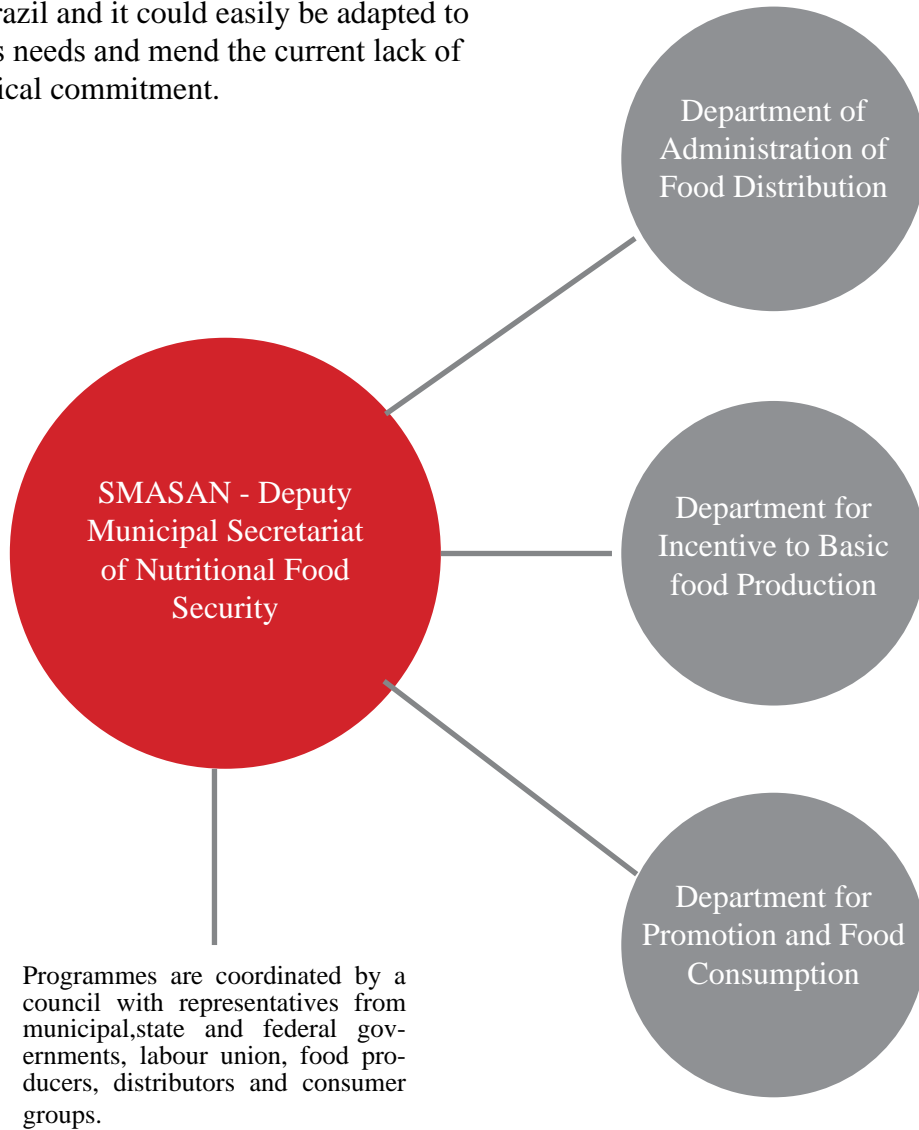 razil and it could easily be adapted to
s needs and mend the current lack of
ical commitment.
Department of
Administration of
Food Distribution
SMASAN - Deputy
Municipal Secretariat
of Nutritional Food
Security
Department for
Incentive to Basic
food Production
Department for
Promotion and Food
Consumption
Programmes are coordinated by a
council with representatives from
municipal,state and federal gov-
ernments, labour union, food pro-
ducers, distributors and consumer
groups.